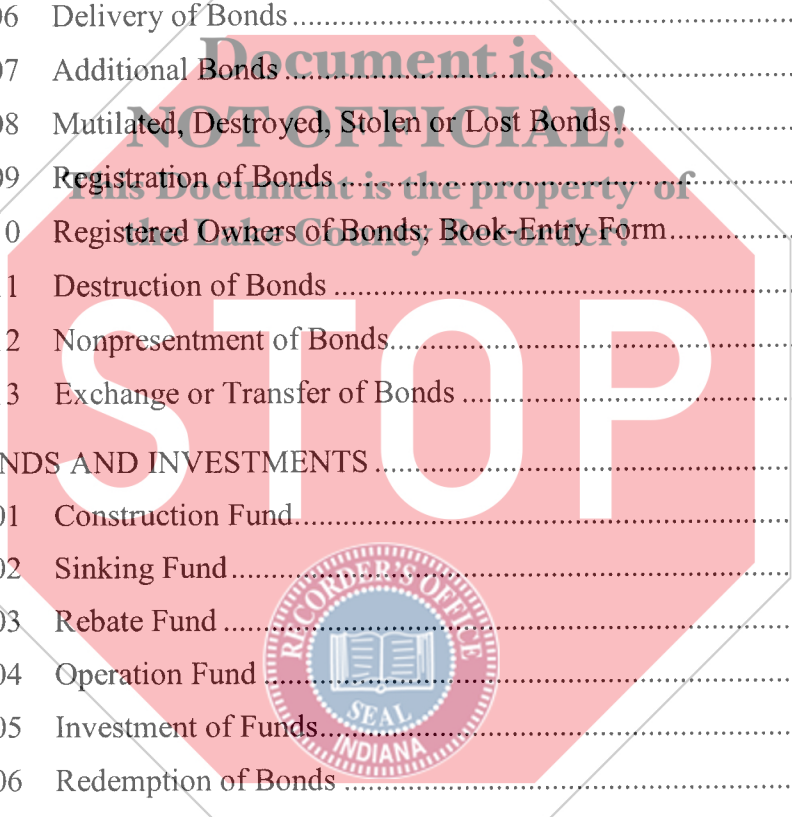 06 Delivery of Bonds
Document is
07 Additional Bonds
NOT OFFICIAL!
08 Mutilated, Destroyed, Stolen or Lost Bonds
09 Registration of Bonds
This Document is the property of
10 Registered Owners of Bonds; Book-Entry Form
the Lake County Recorder!
11 Destruction of Bonds
12 Nonpresentment of Bonds
13 Exchange or Transfer of Bonds
STOP
NDS AND INVESTMENTS
01 Construction Fund
02 Sinking Fund
03 Rebate Fund
04 Operation Fund
05 Investment of Funds
06 Redemption of Bonds
RECORDER'S OFFICE
SEAL
INDIANA